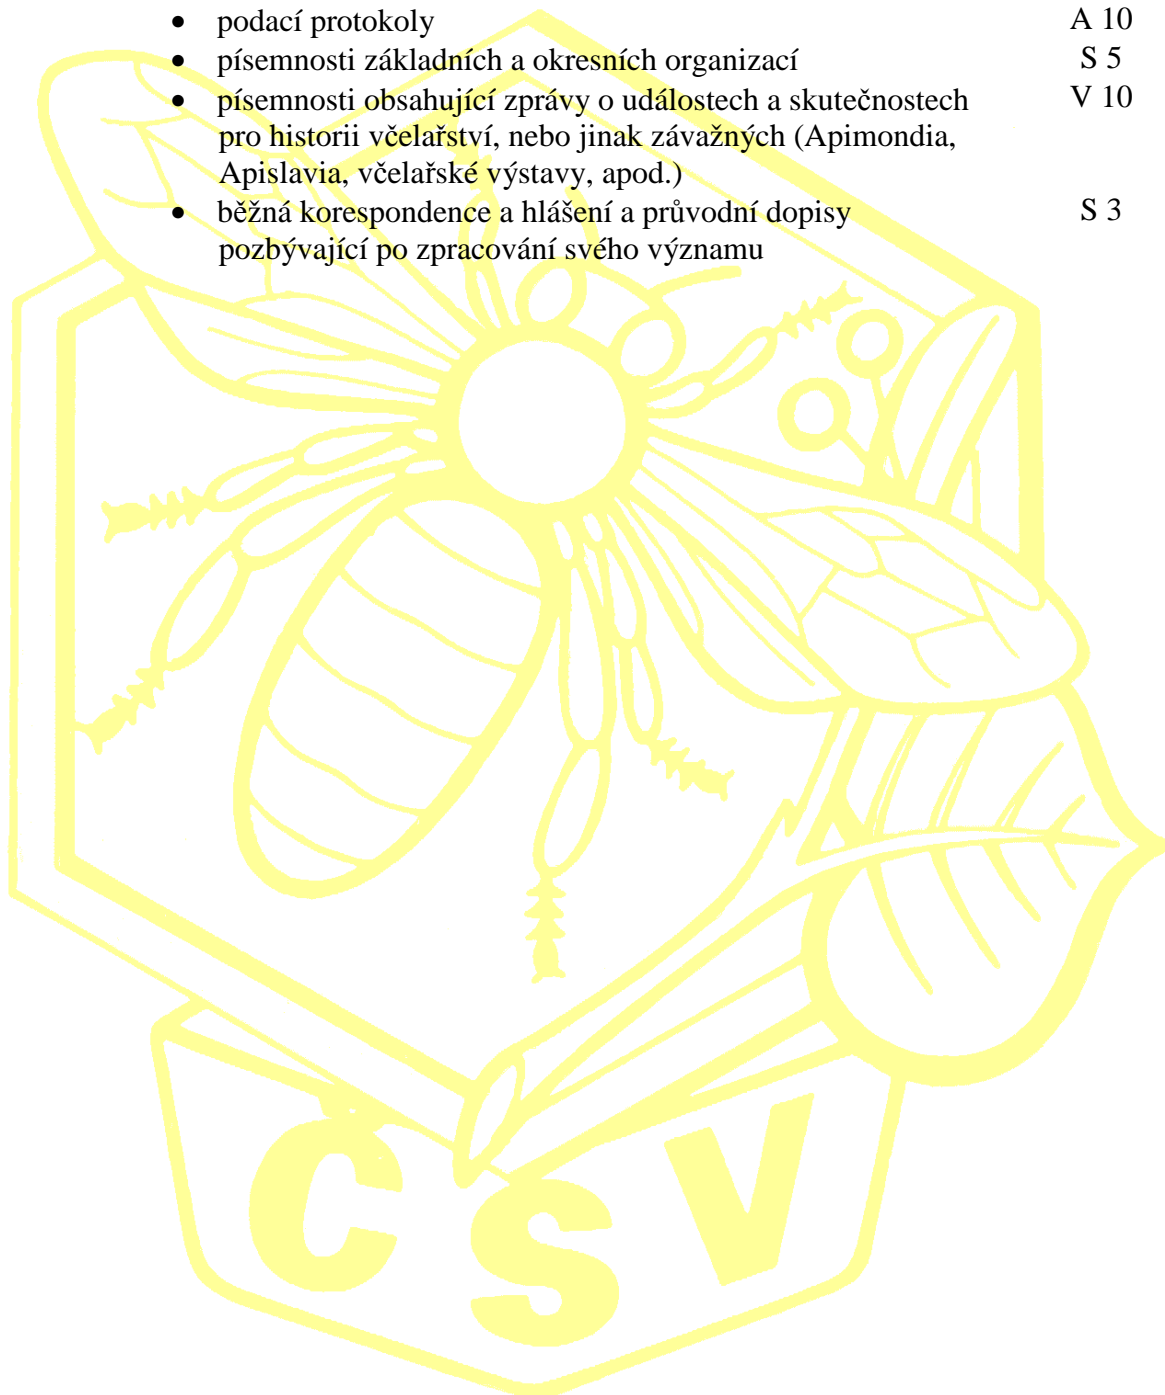 • podací protokoly A 10
• písemnosti základních a okresních organizací S 5
• písemnosti obsahující zprávy o událostech a skutečnostech V 10
pro historii včelařství, nebo jinak závažných (Apimondia,
Apislavia, včelařské výstavy, apod.)
• běžná korespondence a hlášení a průvodní dopisy S 3
pozbývající po zpracování svého významu
CSV